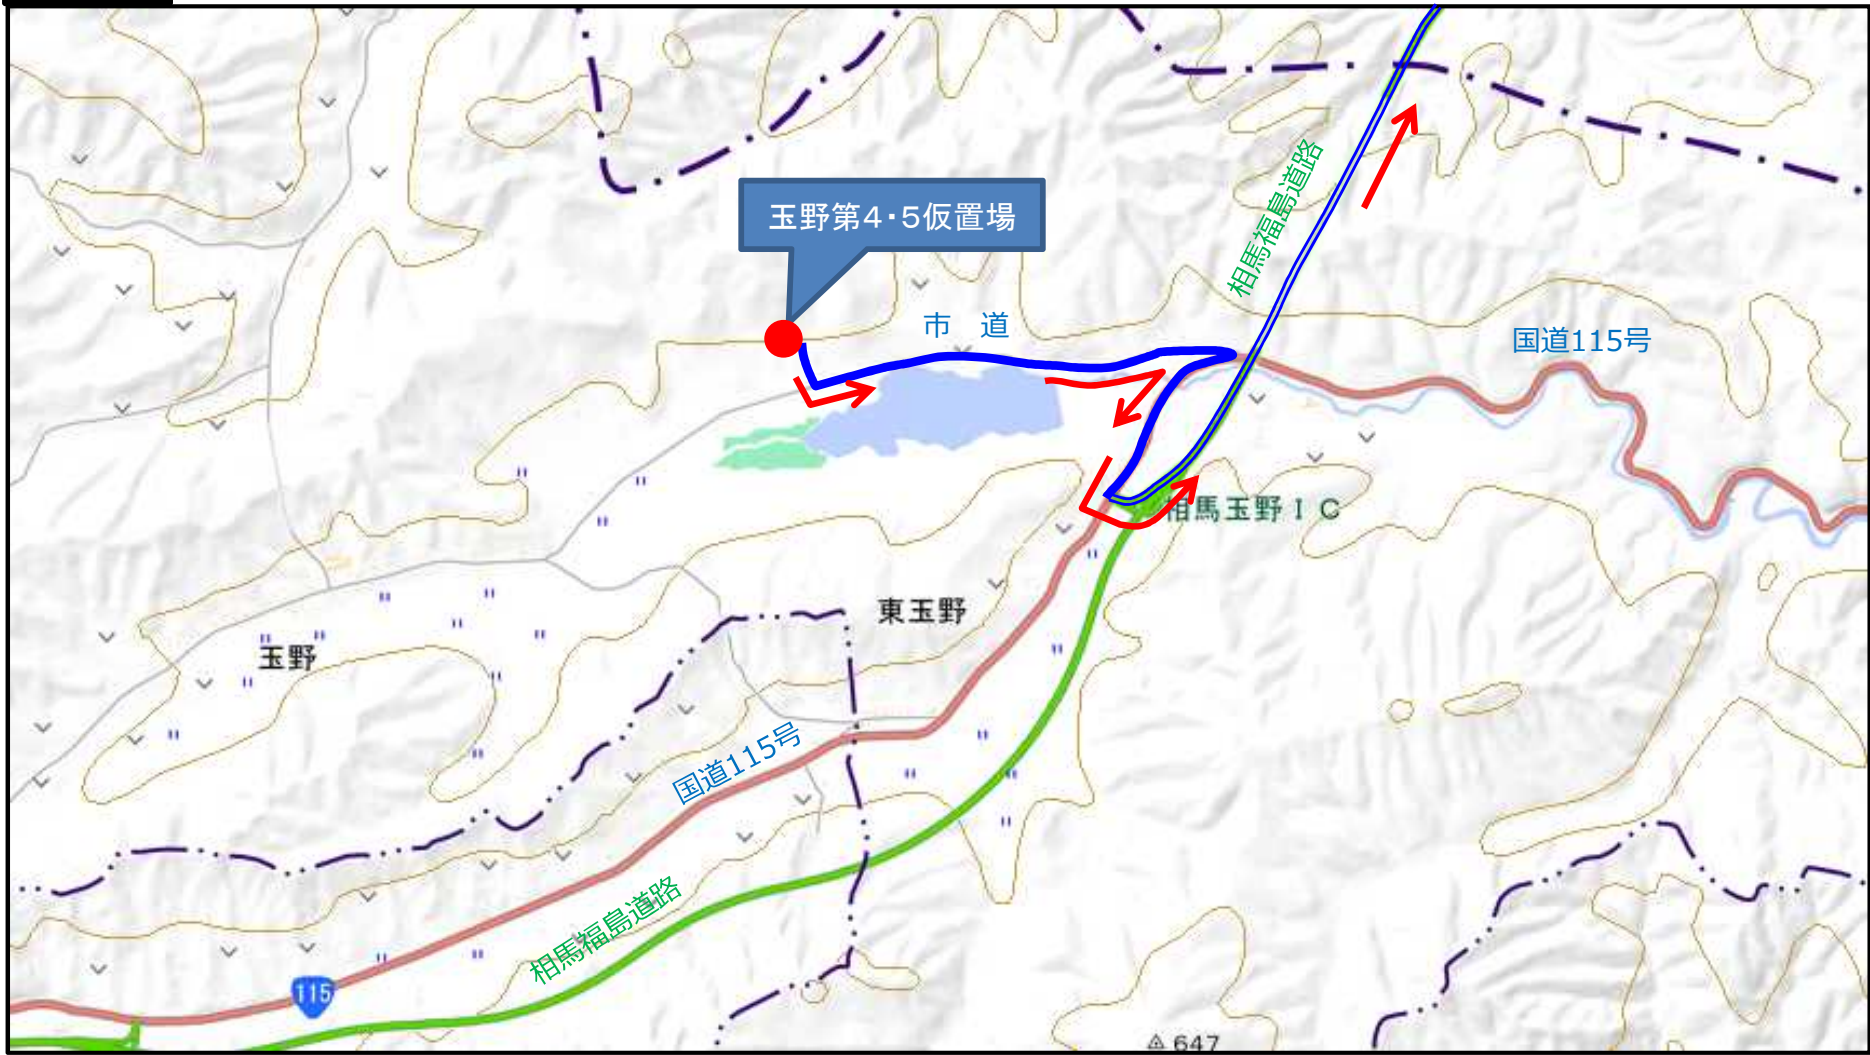 相馬福島道路
玉野第4・5仮置場
市　道
国道115号
相馬玉野ＩＣ
東玉野
玉野
国道115号
相馬福島道路
115
647